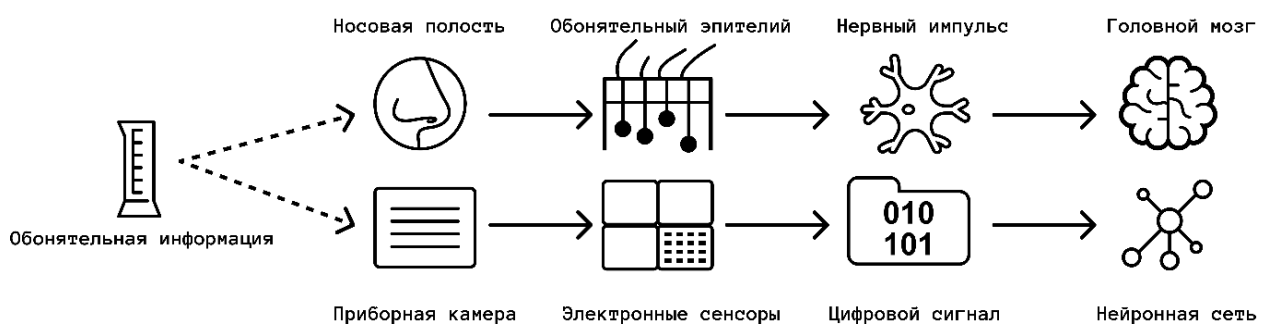 Носовая полость
Обонятельный эпителий
Нервный импульс
Головной мозг
Обонятельная информация
010
101
Приборная камера
Электронные сенсоры
Цифровой сигнал
Нейронная сеть